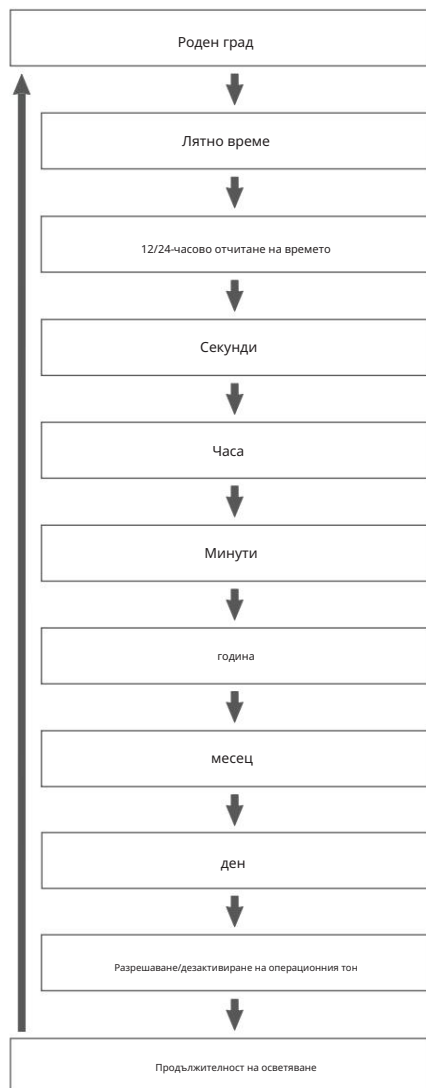 Роден град
Лятно време
12/24-часово отчитане на времето
Секунди
Часа
Минути
година
месец
ден
Разрешаване/дезактивиране на операционния тон
Продължителност на осветяване